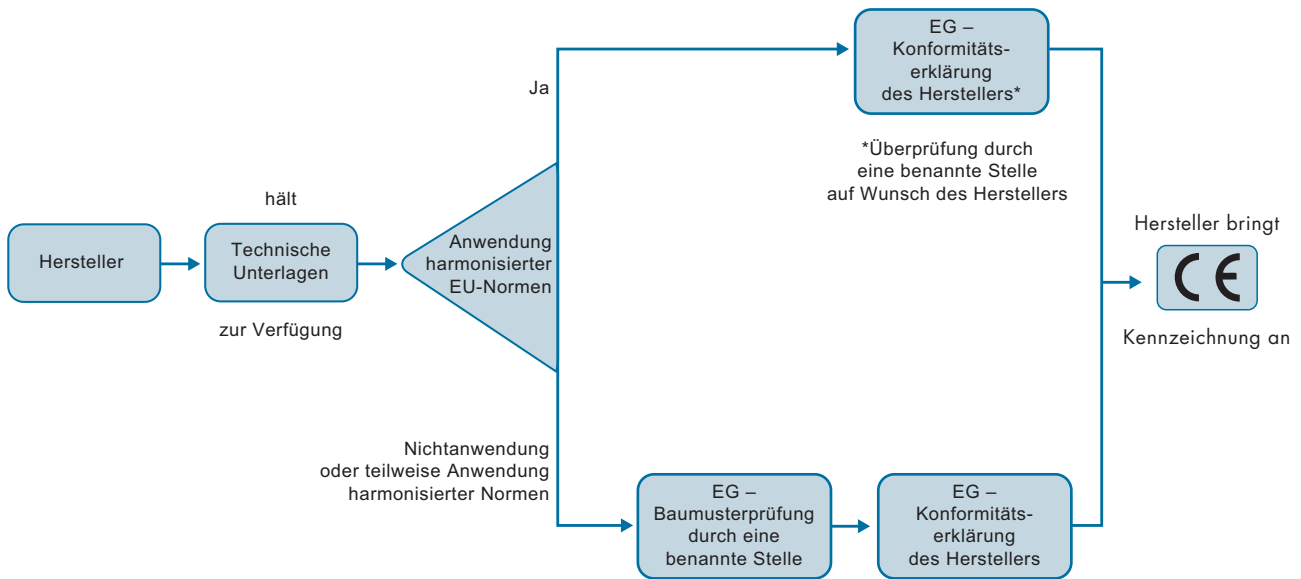 Hersteller
hält
Technische
Unterlagen
zur Verfügung
Anwendung
harmonisierter
EU-Normen
Ja
EG –
Konformitäts-
erklärung
des Herstellers*
*Überprüfung durch
eine benannte Stelle
auf Wunsch des Herstellers
Nichtanwendung
oder teilweise Anwendung
harmonisierter Normen
EG –
Baumusterprüfung
durch eine
benannte Stelle
EG –
Konformitäts-
erklärung
des Herstellers
Hersteller bringt
CE
Kennzeichnung an